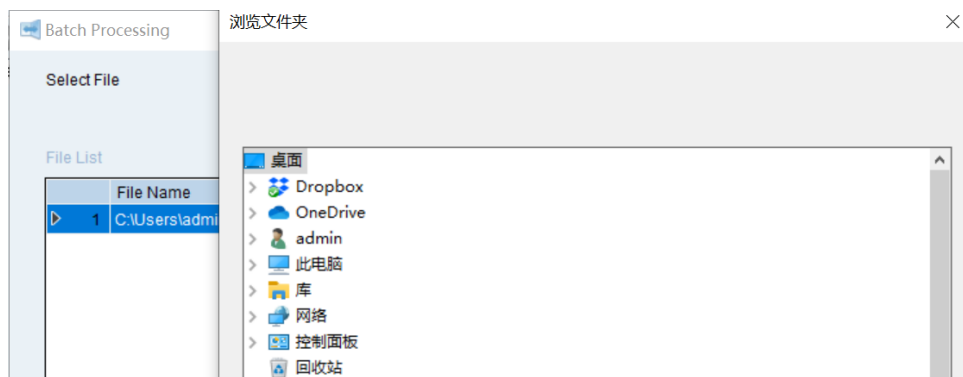 Batch Processing
浏览文件夹
Select File
File List
File Name
1 C:\Users\admi
桌面
Dropbox
OneDrive
admin
此电脑
库
网络
控制面板
回收站